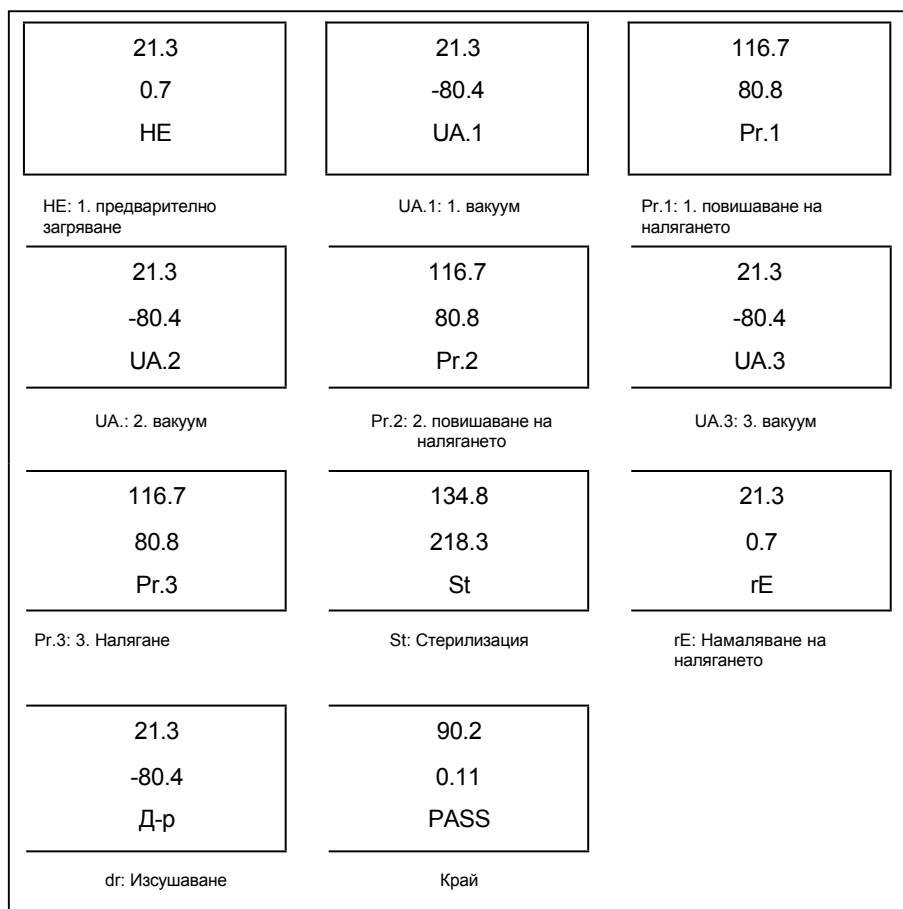 21.3
0.7
HE
21.3
-80.4
UA.1
116.7
80.8
Pr.1
HE: 1. предварително
загряване
UA.1: 1. вакуум
Pr.1: 1. повишаване на
налягането
21.3
-80.4
UA.2
116.7
80.8
Pr.2
21.3
-80.4
UA.3
UA.: 2. вакуум
Pr.2: 2. повишаване на
налягането
UA.3: 3. вакуум
116.7
80.8
Pr.3
134.8
218.3
St
21.3
0.7
rE
Pr.3: 3. Налягане
St: Стерилизация
rE: Намаляване на
налягането
21.3
-80.4
Д-р
90.2
0.11
PASS
dr: Изсушаване
Край